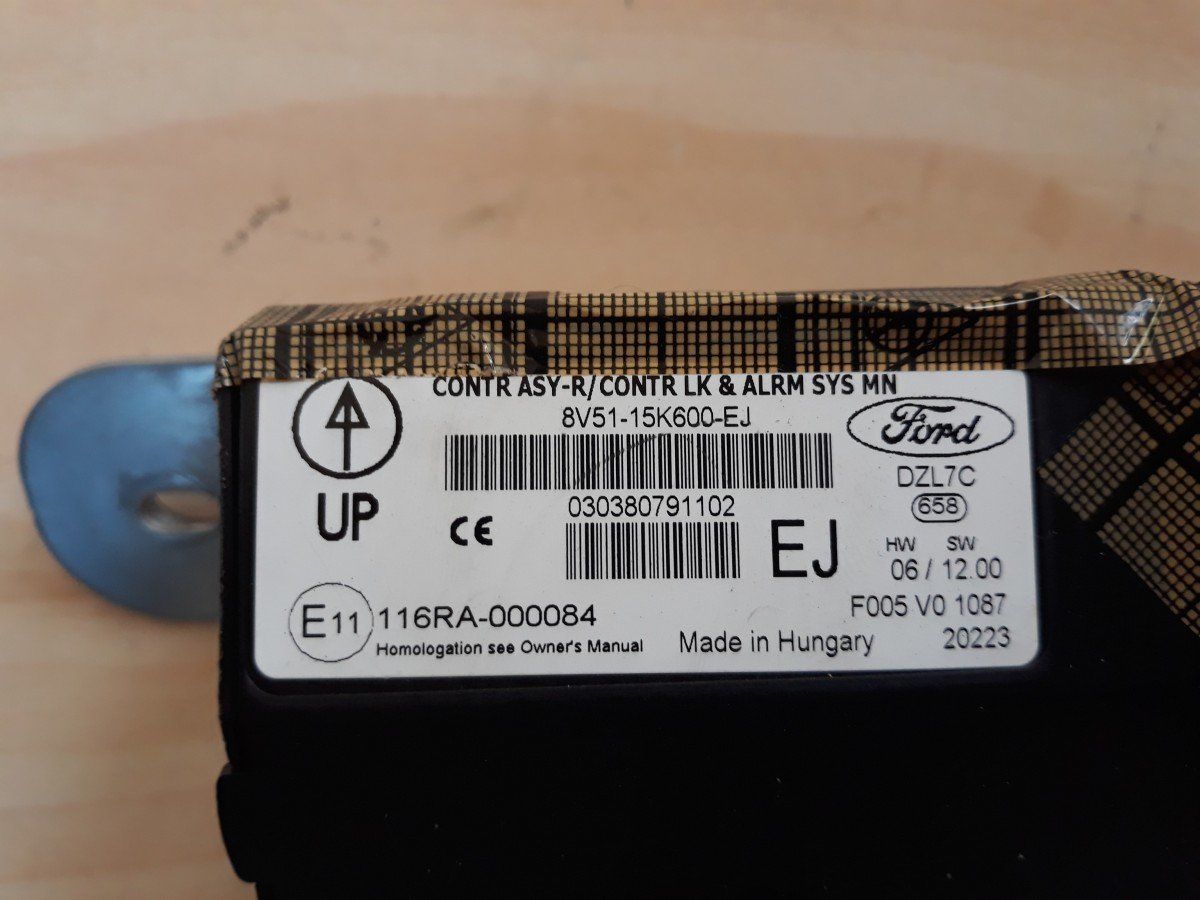 CONTR ASY-R/CONTR LK & ALRM SYS MN
8V51-15K600-EJ
Ford
UP
DZL7C
658
030380791102
CE
EJ
HW SW
06 / 12.00
E11
116RA-000084
F005 V0 1087
Homologation see Owner's Manual
Made in Hungary
20223